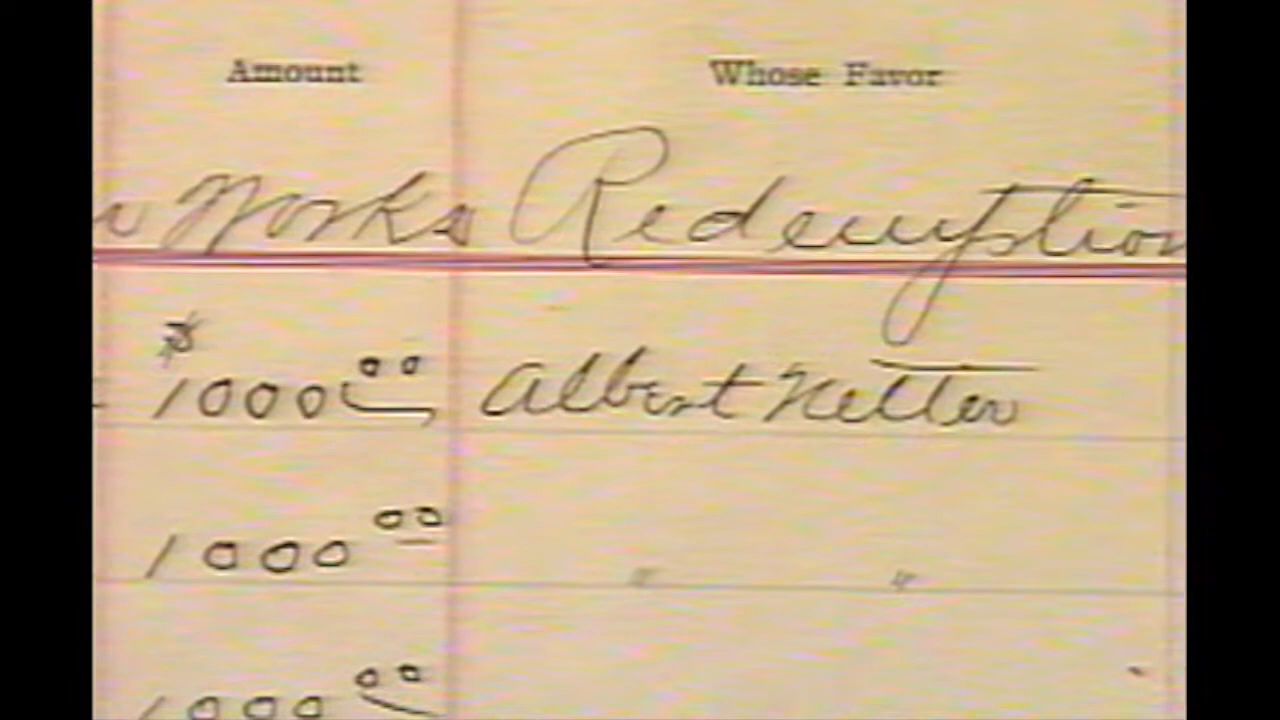 Amount Whose Favor
Works Redemption
$1000 00 Albert Netter
1000 00 " "
1000 00